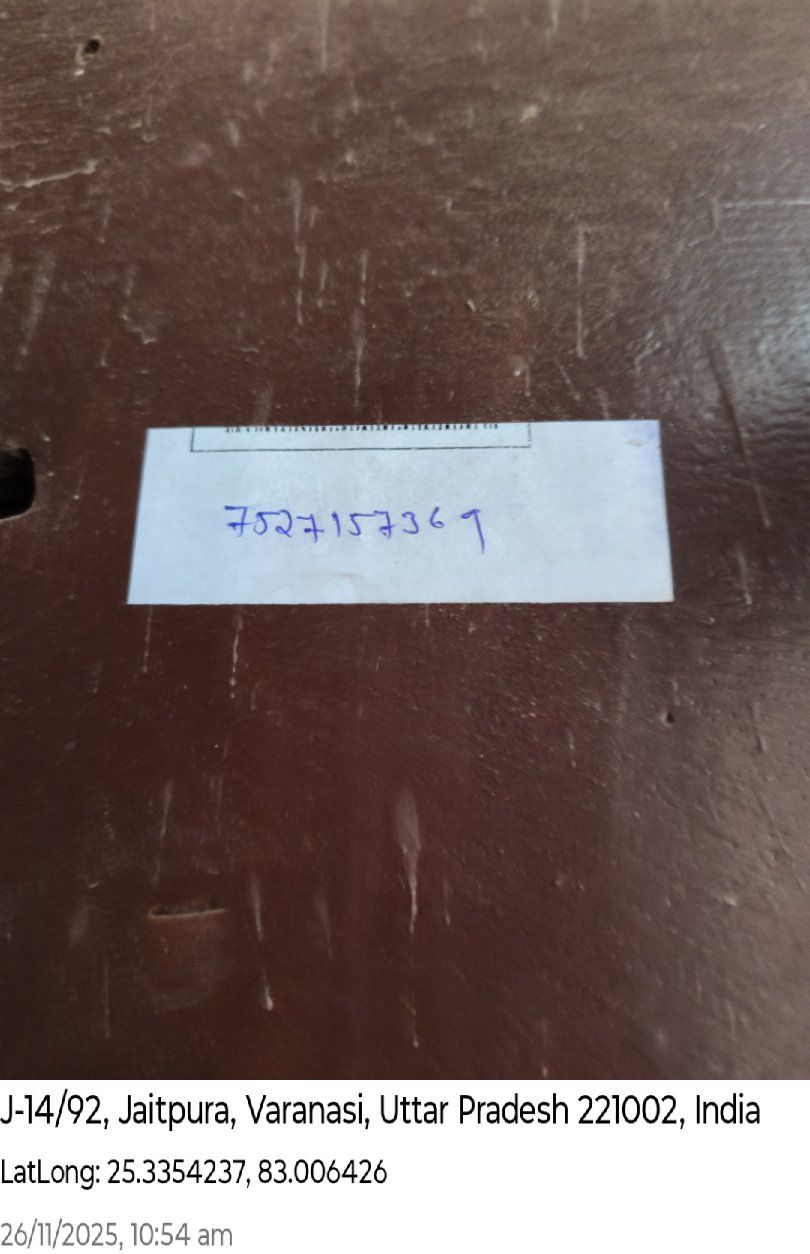 7527157369
J-14/92, Jaitpura, Varanasi, Uttar Pradesh 221002, India
LatLong: 25.3354237, 83.006426
26/11/2025, 10:54 am